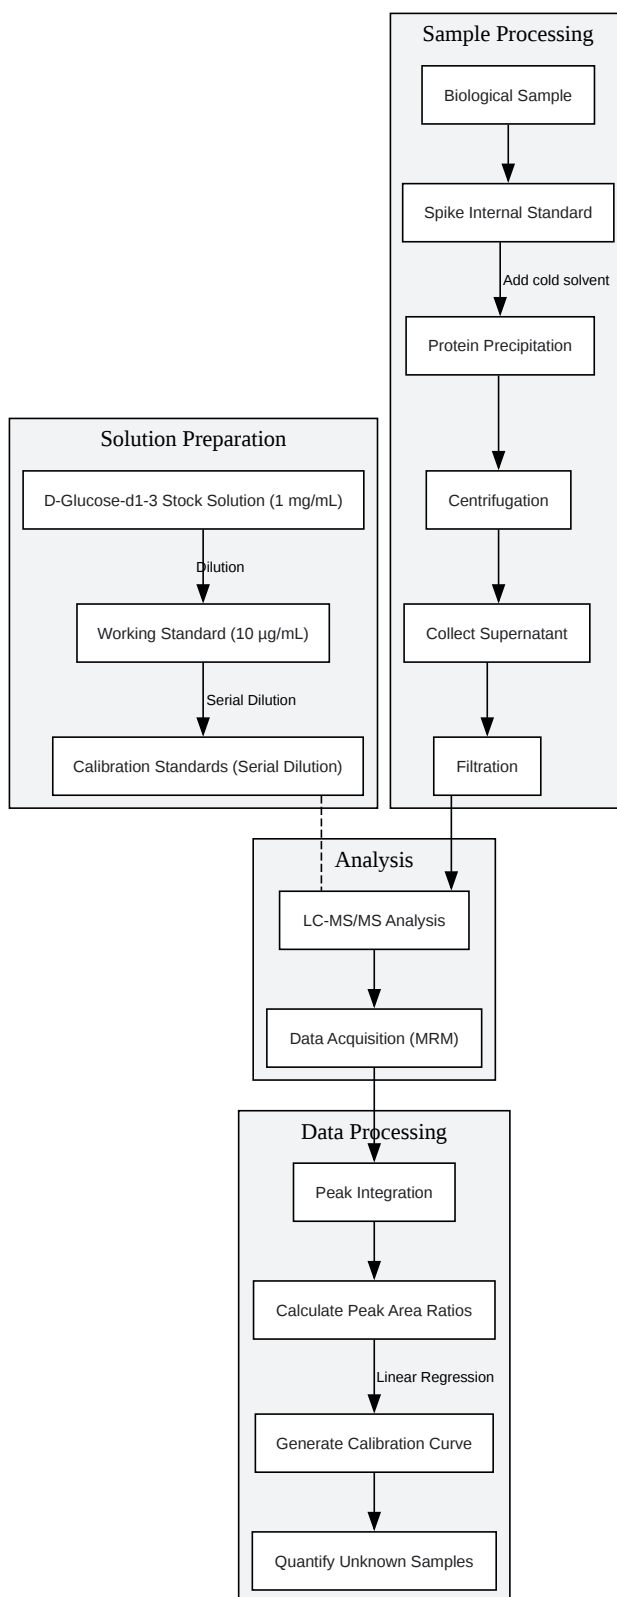 Sample Processing
Biological Sample
Spike Internal Standard
Add cold solvent
Protein Precipitation
Centrifugation
Collect Supernatant
Filtration
Solution Preparation
D-Glucose-d1-3 Stock Solution (1 mg/mL)
Dilution
Working Standard (10 µg/mL)
Serial Dilution
Calibration Standards (Serial Dilution)
Analysis
LC-MS/MS Analysis
Data Acquisition (MRM)
Data Processing
Peak Integration
Calculate Peak Area Ratios
Linear Regression
Generate Calibration Curve
Quantify Unknown Samples